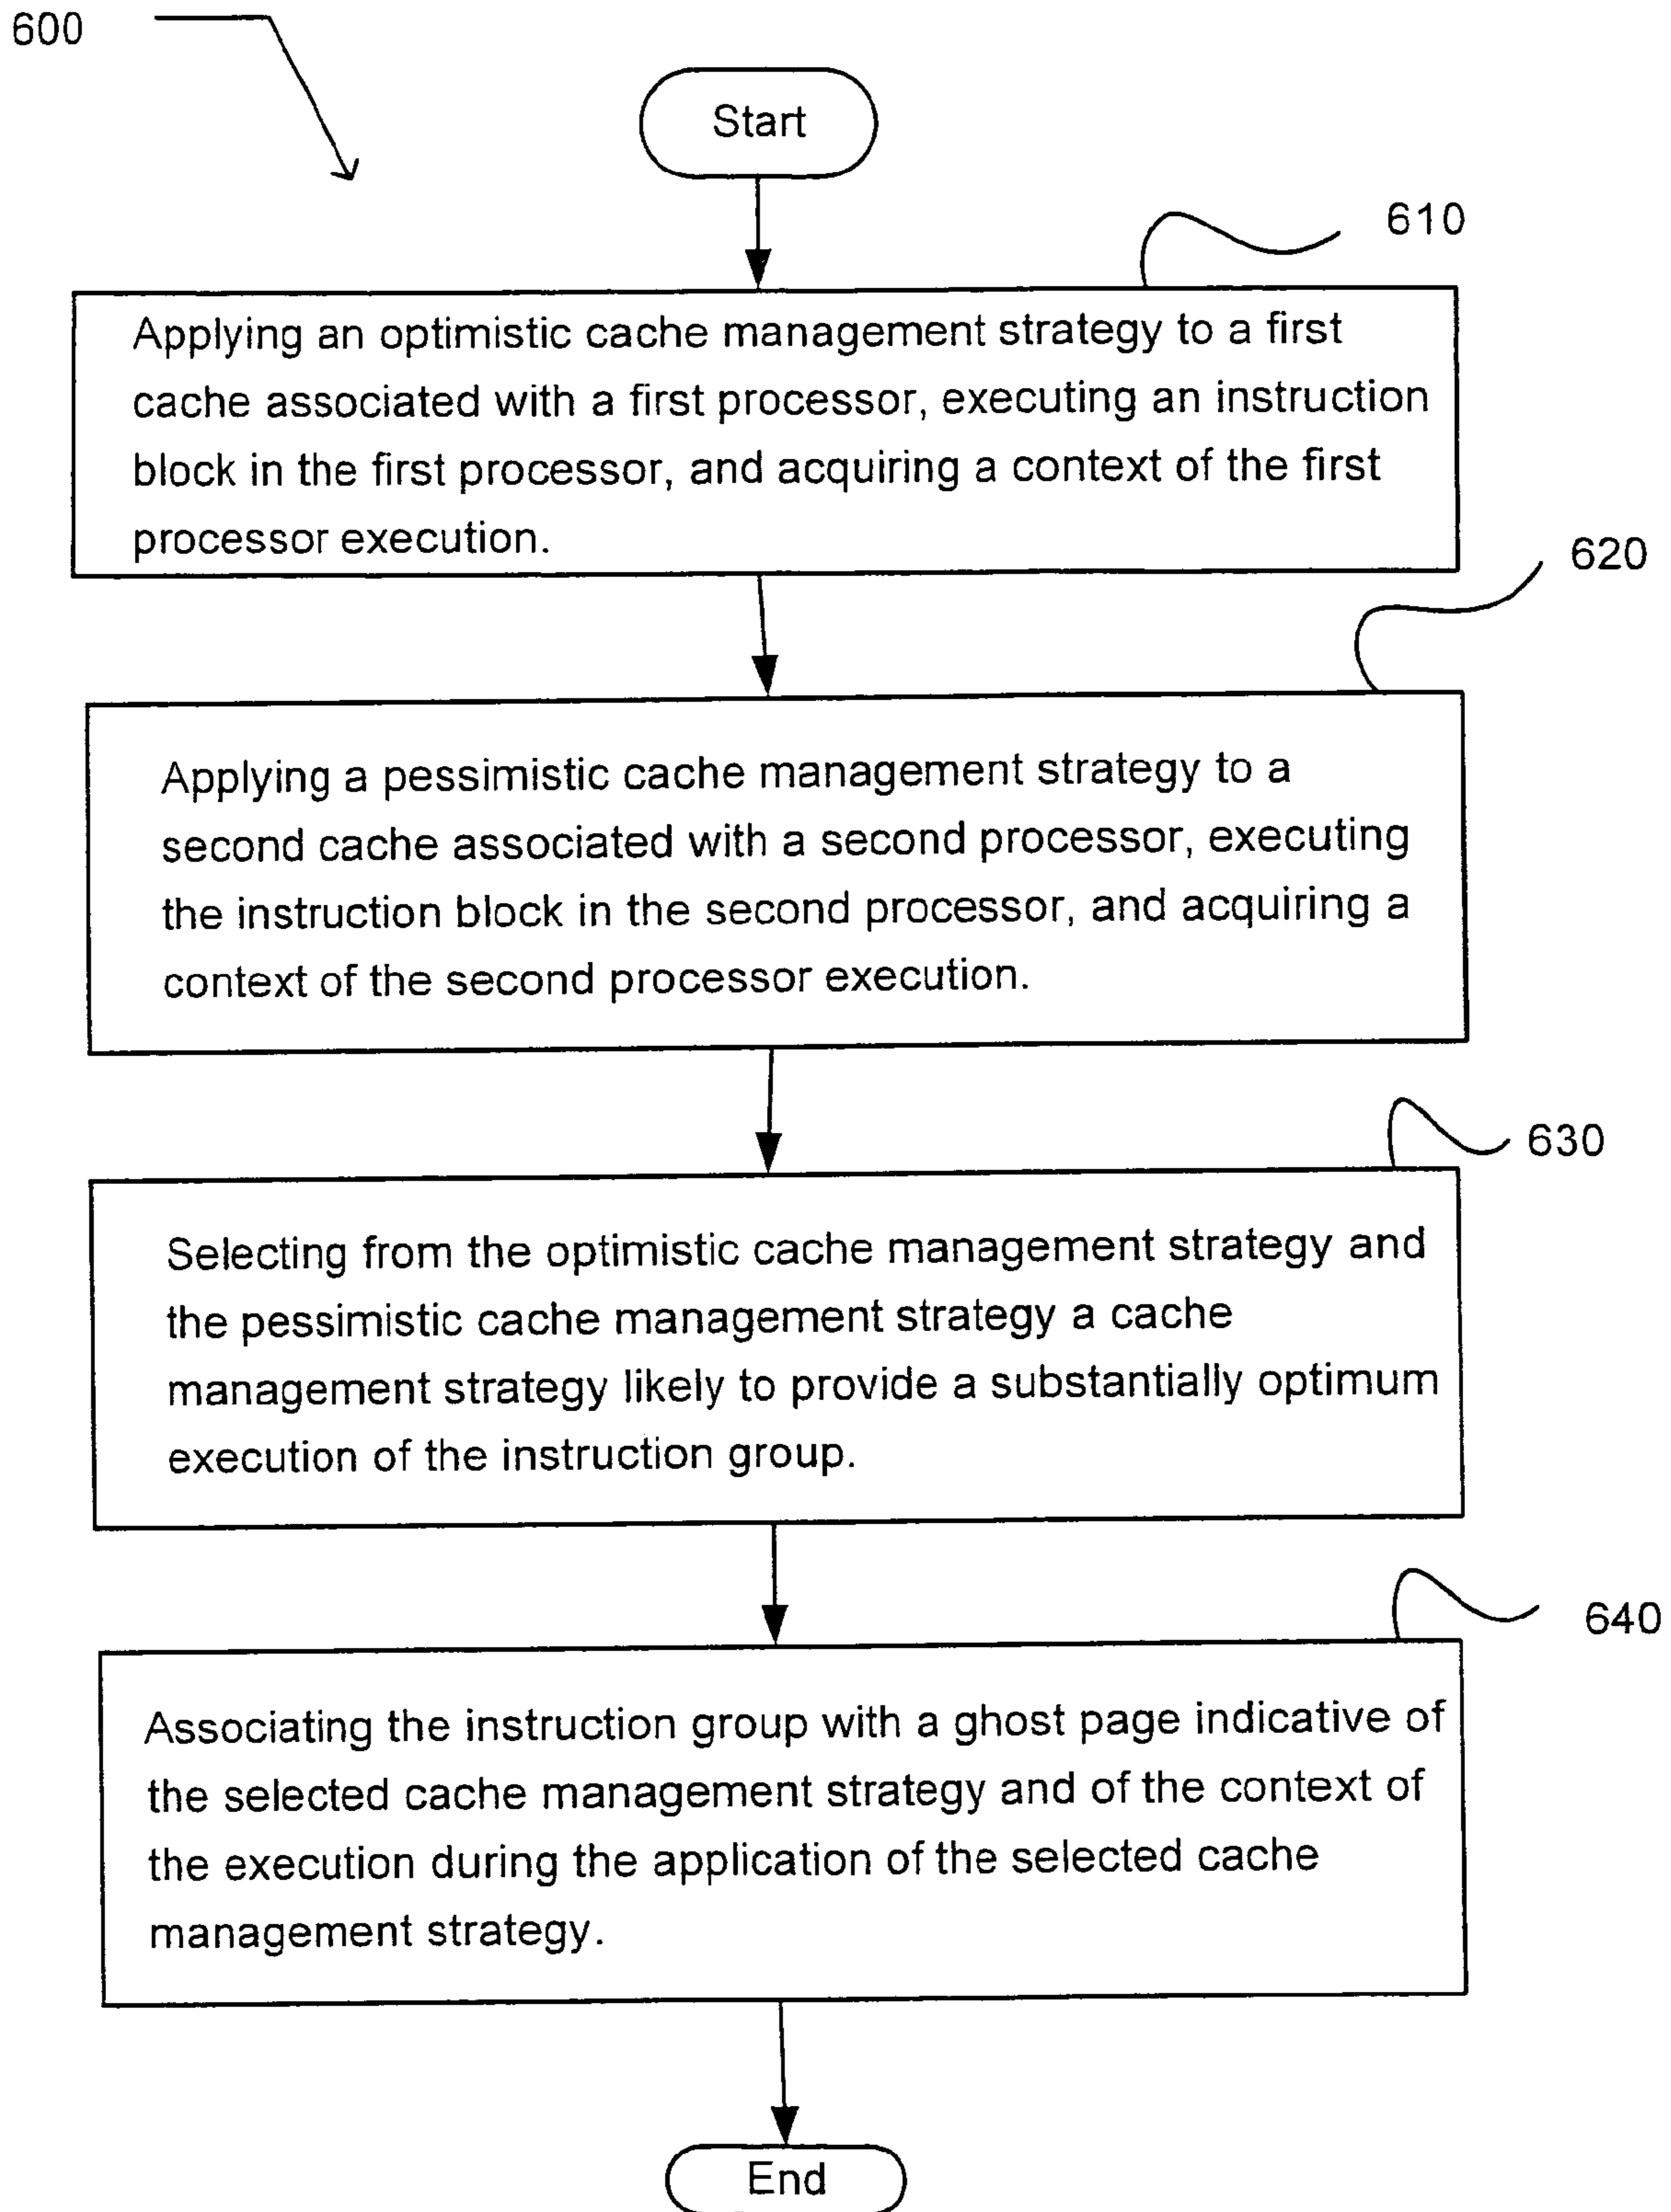 600
Start
610
Applying an optimistic cache management strategy to a first
cache associated with a first processor, executing an instruction
block in the first processor, and acquiring a context of the first
processor execution.
620
Applying a pessimistic cache management strategy to a
second cache associated with a second processor, executing
the instruction block in the second processor, and acquiring a
context of the second processor execution.
630
Selecting from the optimistic cache management strategy and
the pessimistic cache management strategy a cache
management strategy likely to provide a substantially optimum
execution of the instruction group.
640
Associating the instruction group with a ghost page indicative of
the selected cache management strategy and of the context of
the execution during the application of the selected cache
management strategy.
End